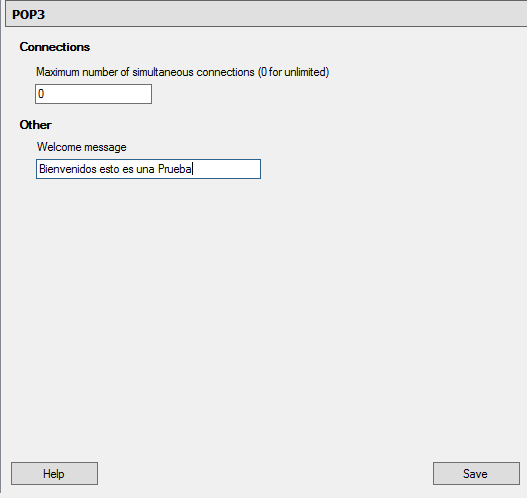 POP3
Connections
Maximum number of simultaneous connections (0 for unlimited)
0
Other
Welcome message
Bienvenidos esto es una Prueba
Help
Save